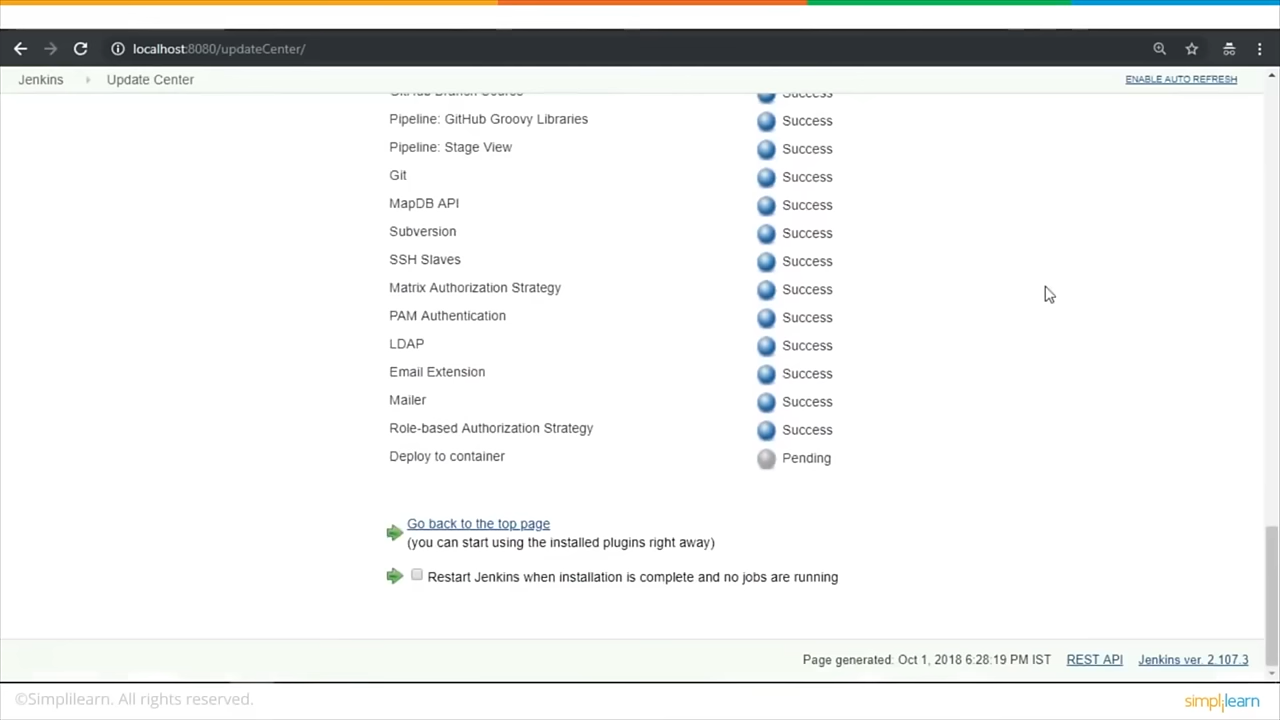 localhost:8080/updateCenter/
Jenkins Update Center ENABLE AUTO REFRESH
GitHub Branch Source Success
Pipeline: GitHub Groovy Libraries Success
Pipeline: Stage View Success
Git Success
MapDB API Success
Subversion Success
SSH Slaves Success
Matrix Authorization Strategy Success
PAM Authentication Success
LDAP Success
Email Extension Success
Mailer Success
Role-based Authorization Strategy Success
Deploy to container Pending
Go back to the top page
(you can start using the installed plugins right away)
Restart Jenkins when installation is complete and no jobs are running
Page generated: Oct 1, 2018 6:28:19 PM IST REST API Jenkins ver. 2.107.3
©Simplilearn. All rights reserved. simplilearn